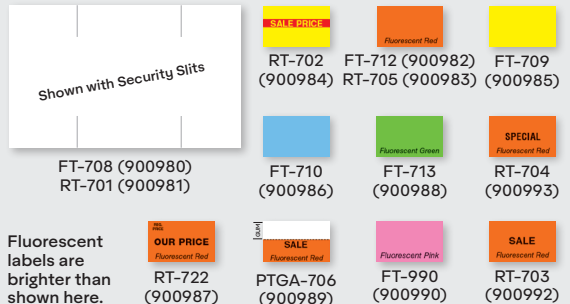 Shown with Security Slits
FT-708 (900980)
RT-701 (900981)
SALE PRICE
RT-702
(900984)
Fluorescent Red
FT-712 (900982)
RT-705 (900983)
FT-709
(900985)
FT-710
(900986)
Fluorescent Green
FT-713
(900988)
SPECIAL
Fluorescent Red
RT-704
(900993)
Fluorescent
labels are
brighter than
shown here.
REG.
PRICE
OUR PRICE
Fluorescent Red
RT-722
(900987)
GUM
SALE
Fluorescent Red
PTGA-706
(900989)
Fluorescent Pink
FT-990
(900990)
SALE
Fluorescent Red
RT-703
(900992)